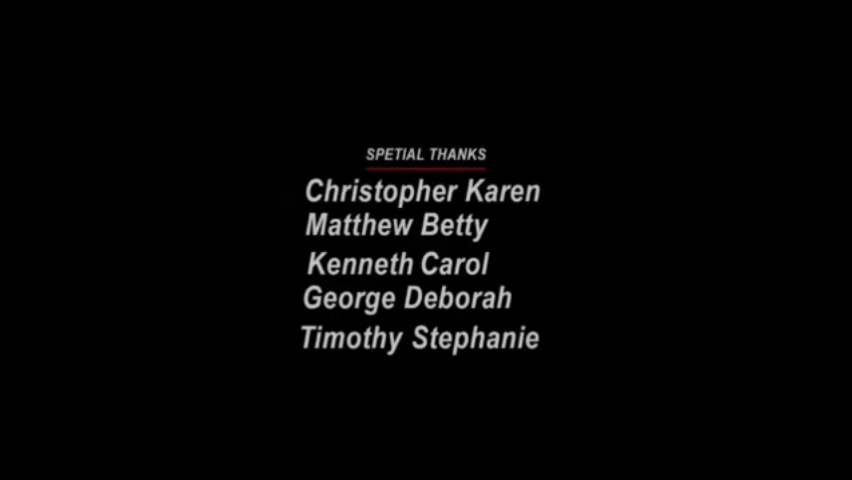 SPETIAL THANKS
Christopher Karen
Matthew Betty
Kenneth Carol
George Deborah
Timothy Stephanie